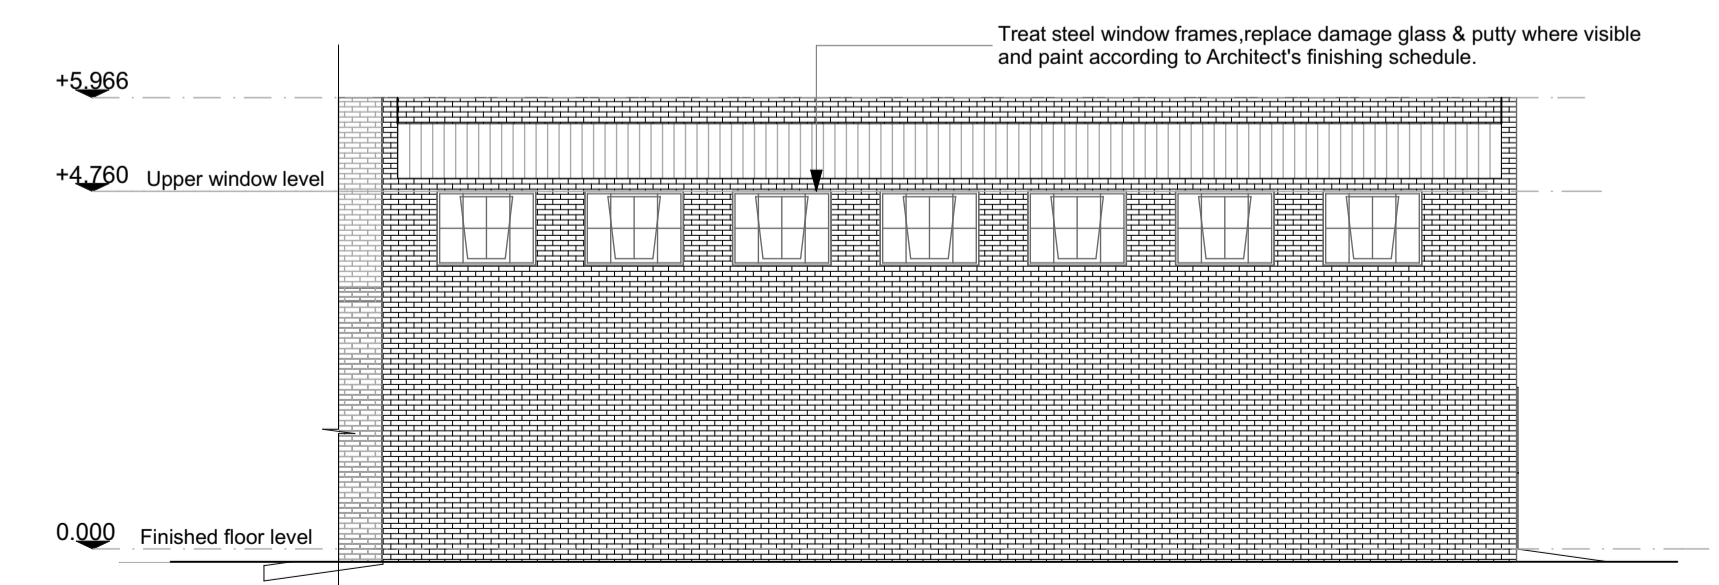 Treat steel window frames,replace damage glass & putty where visible
and paint according to Architect's finishing schedule.
+5.966
+4.760 Upper window level
0.000 Finished floor level